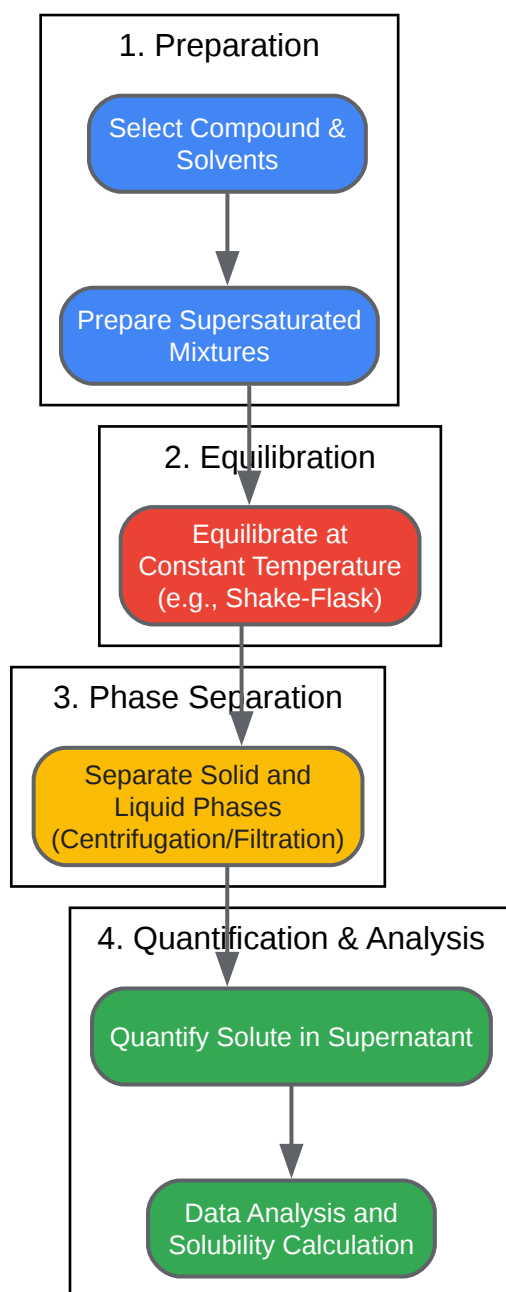 1. Preparation
Select Compound &
Solvents
Prepare Supersaturated
Mixtures
2. Equilibration
Equilibrate at
Constant Temperature
(e.g., Shake-Flask)
3. Phase Separation
Separate Solid and
Liquid Phases
(Centrifugation/Filtration)
4. Quantification & Analysis
Quantify Solute in Supernatant
Data Analysis and
Solubility Calculation